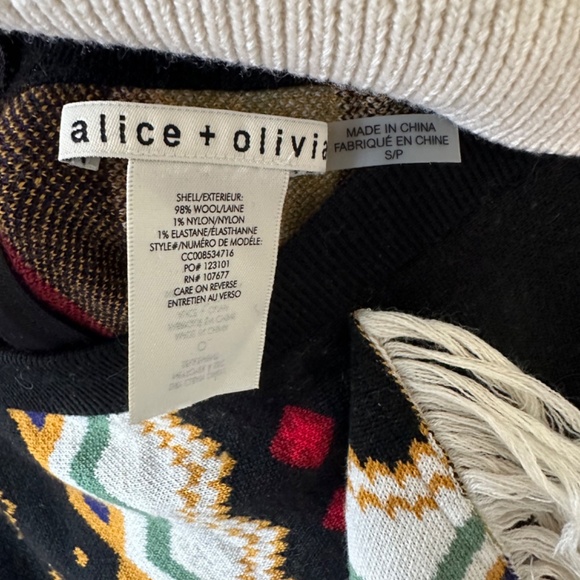 alice + olivia
MADE IN CHINA
FABRIQUÉ EN CHINE
S/P
SHELL/EXTERIEUR:
98% WOOL/LAINE
1% NYLON/NYLON
1% ELASTANE/ÉLASTHANNE
STYLE#/NUMÉRO DE MODÈLE:
CC008534716
PO# 123101
RN# 107677
CARE ON REVERSE
ENTRETIEN AU VERSO